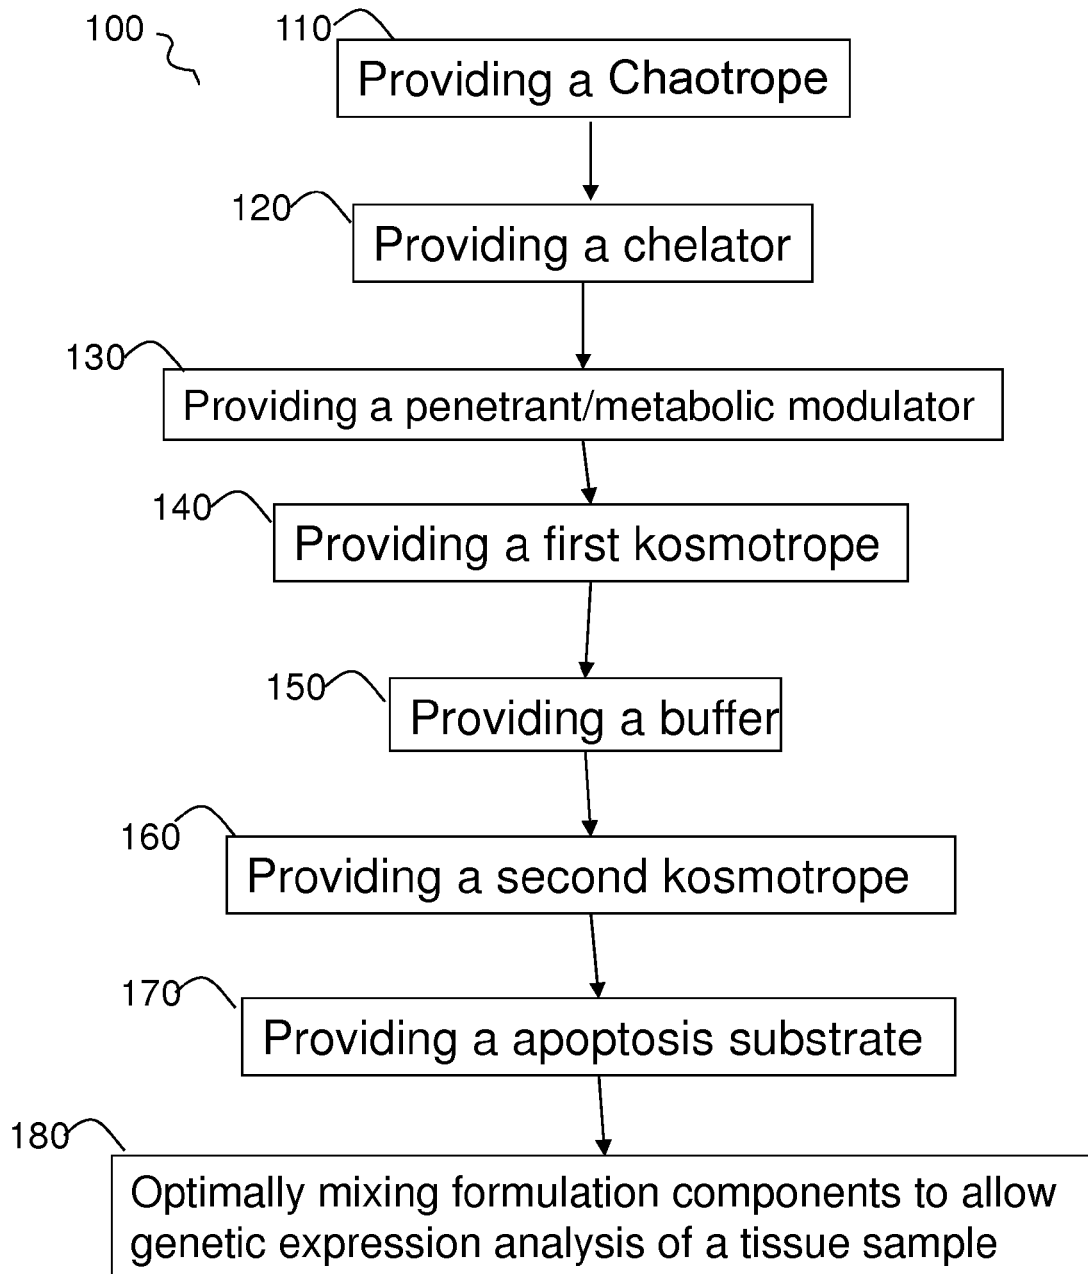 100
110
Providing a Chaotrope
120
Providing a chelator
130
Providing a penetrant/metabolic modulator
140
Providing a first kosmotrope
150
Providing a buffer
160
Providing a second kosmotrope
170
Providing a apoptosis substrate
180
Optimally mixing formulation components to allow
genetic expression analysis of a tissue sample